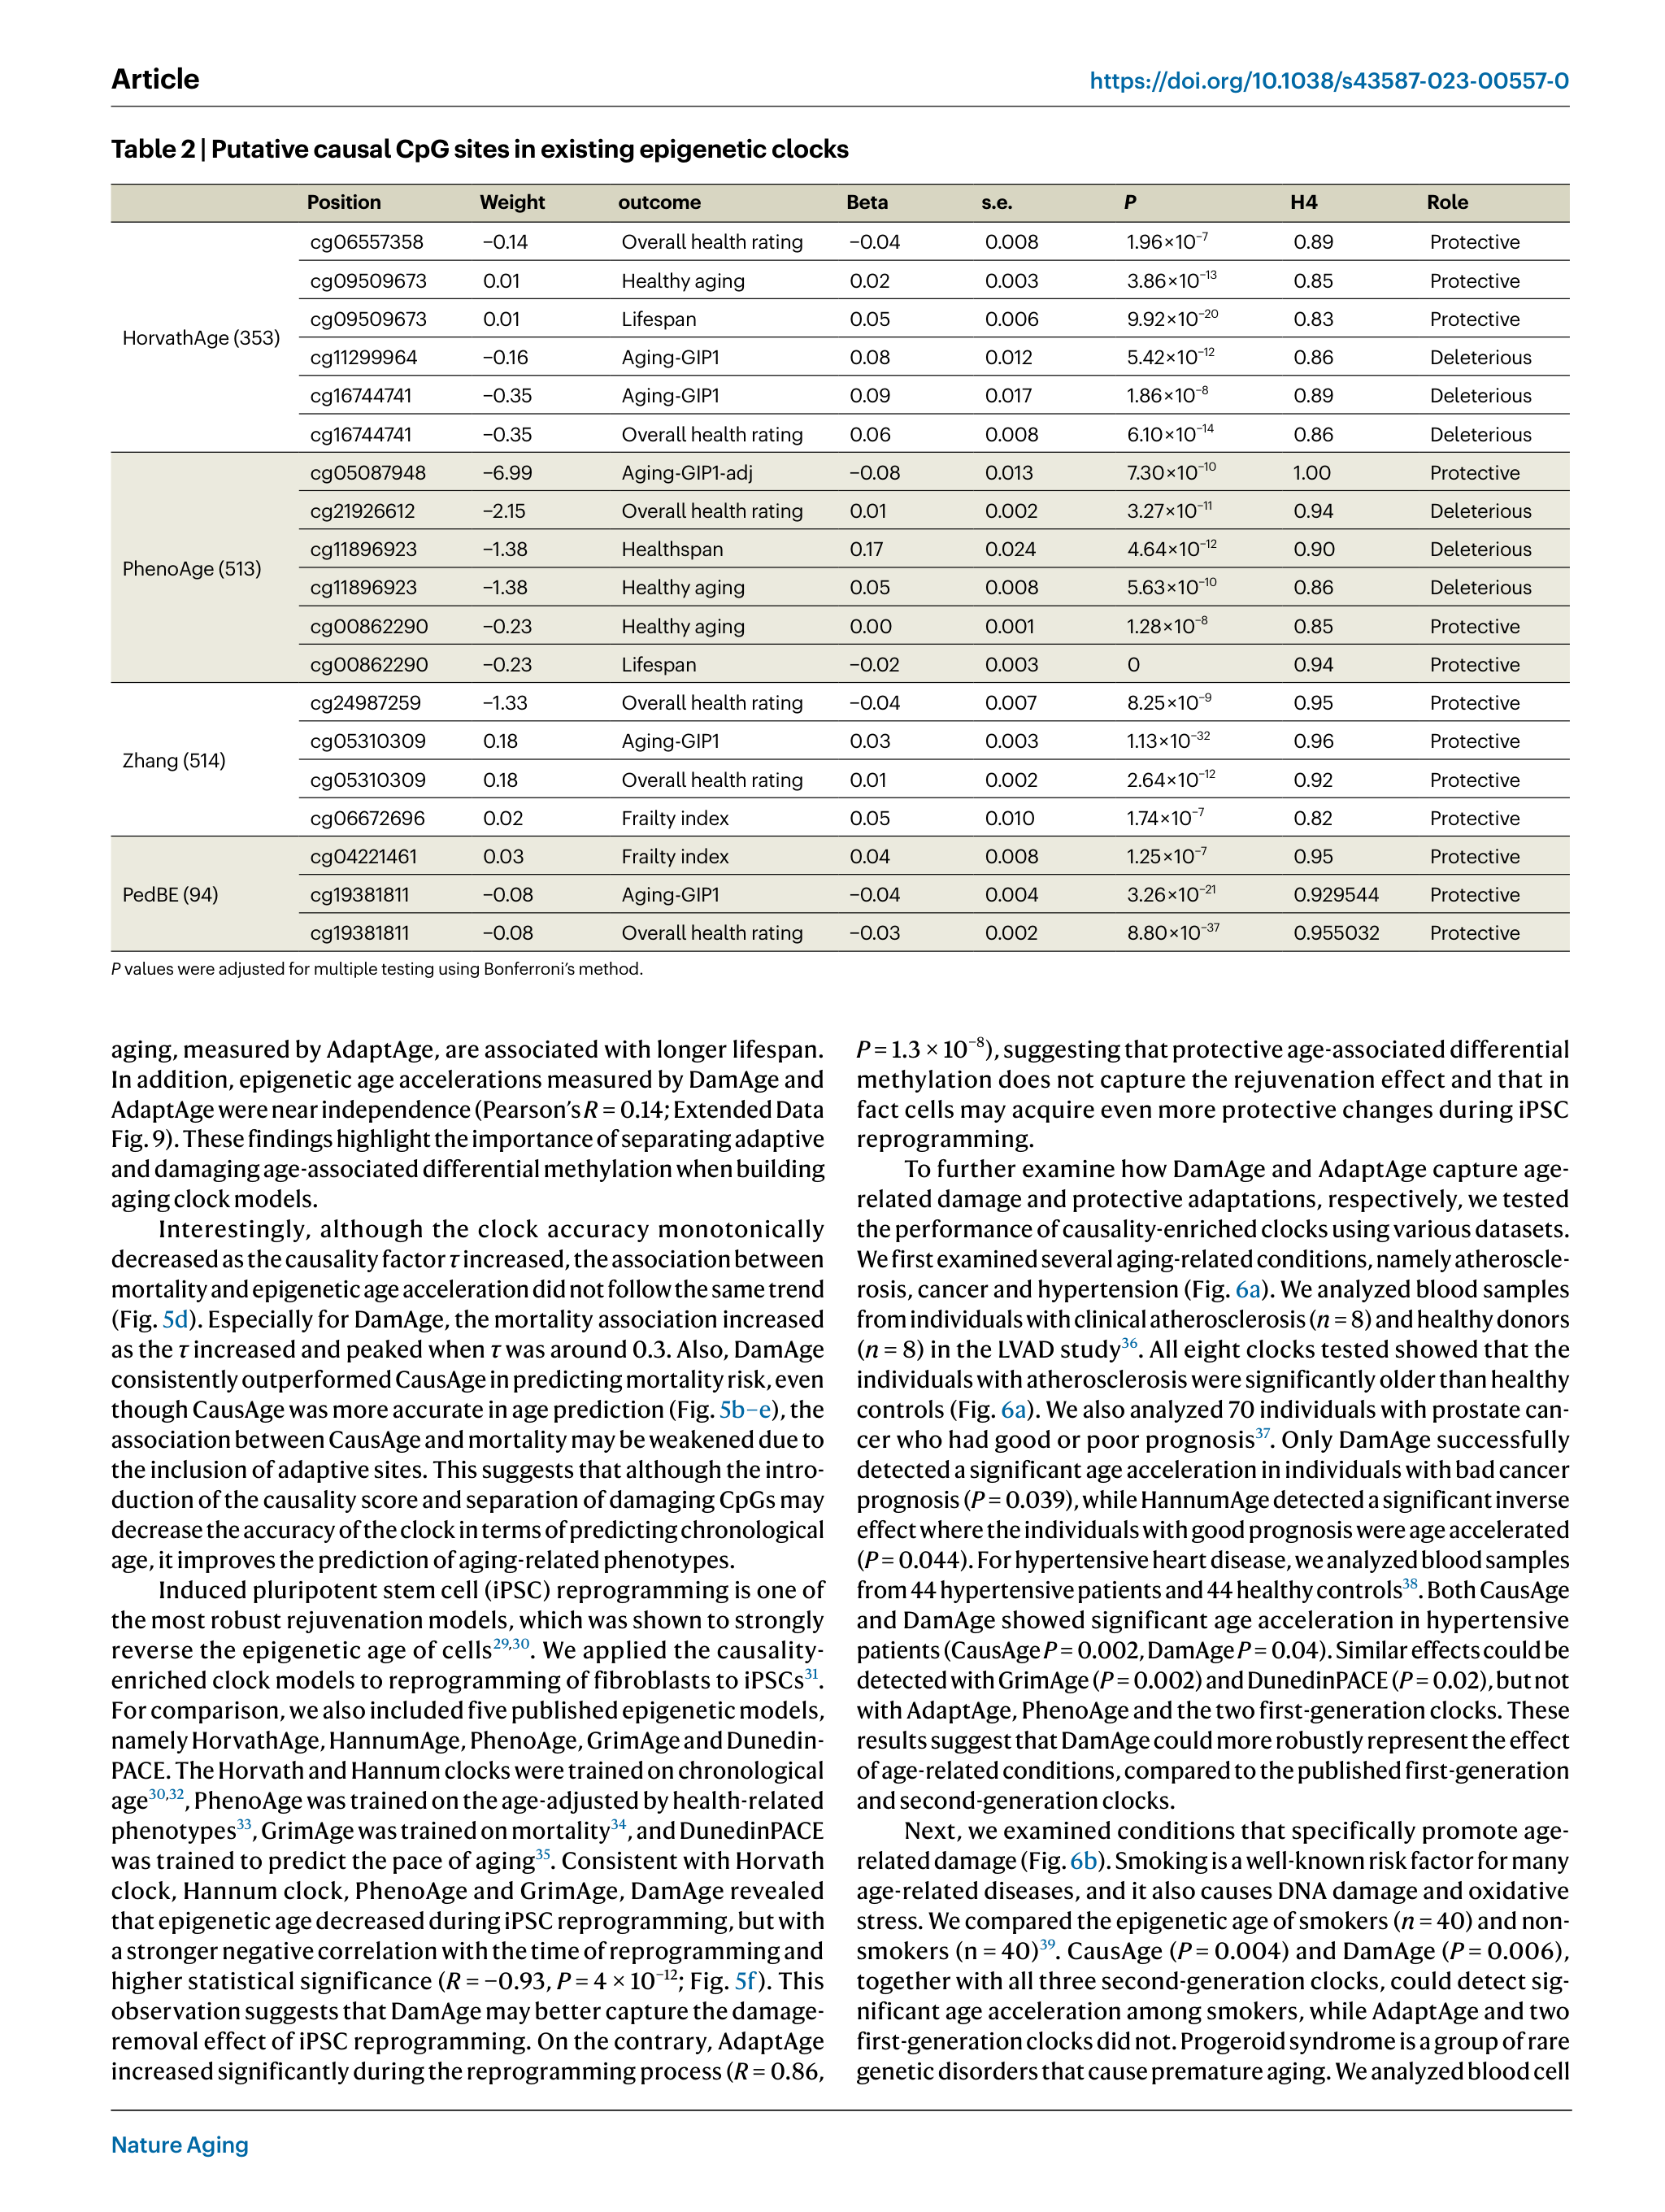 Article
https://doi.org/10.1038/s43587-023-00557-0
Table 2 | Putative causal CpG sites in existing epigenetic clocks
Position Weight outcome Beta s.e. P H4 Role
HorvathAge (353)
cg06557358 −0.14 Overall health rating −0.04 0.008 1.96×10⁻⁷ 0.89 Protective
cg09509673 0.01 Healthy aging 0.02 0.003 3.86×10⁻¹³ 0.85 Protective
cg09509673 0.01 Lifespan 0.05 0.006 9.92×10⁻²⁰ 0.83 Protective
cg11299964 −0.16 Aging-GIP1 0.08 0.012 5.42×10⁻¹² 0.86 Deleterious
cg16744741 −0.35 Aging-GIP1 0.09 0.017 1.86×10⁻⁸ 0.89 Deleterious
cg16744741 −0.35 Overall health rating 0.06 0.008 6.10×10⁻¹⁴ 0.86 Deleterious
PhenoAge (513)
cg05087948 −6.99 Aging-GIP1-adj −0.08 0.013 7.30×10⁻¹⁰ 1.00 Protective
cg21926612 −2.15 Overall health rating 0.01 0.002 3.27×10⁻¹¹ 0.94 Deleterious
cg11896923 −1.38 Healthspan 0.17 0.024 4.64×10⁻¹² 0.90 Deleterious
cg11896923 −1.38 Healthy aging 0.05 0.008 5.63×10⁻¹⁰ 0.86 Deleterious
cg00862290 −0.23 Healthy aging 0.00 0.001 1.28×10⁻⁸ 0.85 Protective
cg00862290 −0.23 Lifespan −0.02 0.003 0 0.94 Protective
Zhang (514)
cg24987259 −1.33 Overall health rating −0.04 0.007 8.25×10⁻⁹ 0.95 Protective
cg05310309 0.18 Aging-GIP1 0.03 0.003 1.13×10⁻³² 0.96 Protective
cg05310309 0.18 Overall health rating 0.01 0.002 2.64×10⁻¹² 0.92 Protective
cg06672696 0.02 Frailty index 0.05 0.010 1.74×10⁻⁷ 0.82 Protective
PedBE (94)
cg04221461 0.03 Frailty index 0.04 0.008 1.25×10⁻⁷ 0.95 Protective
cg19381811 −0.08 Aging-GIP1 −0.04 0.004 3.26×10⁻²¹ 0.929544 Protective
cg19381811 −0.08 Overall health rating −0.03 0.002 8.80×10⁻³⁷ 0.955032 Protective
P values were adjusted for multiple testing using Bonferroni’s method.
aging, measured by AdaptAge, are associated with longer lifespan.
In addition, epigenetic age accelerations measured by DamAge and
AdaptAge were near independence (Pearson’s R = 0.14; Extended Data
Fig. 9). These findings highlight the importance of separating adaptive
and damaging age-associated differential methylation when building
aging clock models.
Interestingly, although the clock accuracy monotonically
decreased as the causality factor τ increased, the association between
mortality and epigenetic age acceleration did not follow the same trend
(Fig. 5d). Especially for DamAge, the mortality association increased
as the τ increased and peaked when τ was around 0.3. Also, DamAge
consistently outperformed CausAge in predicting mortality risk, even
though CausAge was more accurate in age prediction (Fig. 5b–e), the
association between CausAge and mortality may be weakened due to
the inclusion of adaptive sites. This suggests that although the intro-
duction of the causality score and separation of damaging CpGs may
decrease the accuracy of the clock in terms of predicting chronological
age, it improves the prediction of aging-related phenotypes.
Induced pluripotent stem cell (iPSC) reprogramming is one of
the most robust rejuvenation models, which was shown to strongly
reverse the epigenetic age of cells²⁹,³⁰. We applied the causality-
enriched clock models to reprogramming of fibroblasts to iPSCs³¹.
For comparison, we also included five published epigenetic models,
namely HorvathAge, HannumAge, PhenoAge, GrimAge and Dunedin-
PACE. The Horvath and Hannum clocks were trained on chronological
age³⁰,³², PhenoAge was trained on the age-adjusted by health-related
phenotypes³³, GrimAge was trained on mortality³⁴, and DunedinPACE
was trained to predict the pace of aging³⁵. Consistent with Horvath
clock, Hannum clock, PhenoAge and GrimAge, DamAge revealed
that epigenetic age decreased during iPSC reprogramming, but with
a stronger negative correlation with the time of reprogramming and
higher statistical significance (R = −0.93, P = 4 × 10⁻¹²; Fig. 5f). This
observation suggests that DamAge may better capture the damage-
removal effect of iPSC reprogramming. On the contrary, AdaptAge
increased significantly during the reprogramming process (R = 0.86,
P = 1.3 × 10⁻⁸), suggesting that protective age-associated differential
methylation does not capture the rejuvenation effect and that in
fact cells may acquire even more protective changes during iPSC
reprogramming.
To further examine how DamAge and AdaptAge capture age-
related damage and protective adaptations, respectively, we tested
the performance of causality-enriched clocks using various datasets.
We first examined several aging-related conditions, namely atheroscle-
rosis, cancer and hypertension (Fig. 6a). We analyzed blood samples
from individuals with clinical atherosclerosis (n = 8) and healthy donors
(n = 8) in the LVAD study³⁶. All eight clocks tested showed that the
individuals with atherosclerosis were significantly older than healthy
controls (Fig. 6a). We also analyzed 70 individuals with prostate can-
cer who had good or poor prognosis³⁷. Only DamAge successfully
detected a significant age acceleration in individuals with bad cancer
prognosis (P = 0.039), while HannumAge detected a significant inverse
effect where the individuals with good prognosis were age accelerated
(P = 0.044). For hypertensive heart disease, we analyzed blood samples
from 44 hypertensive patients and 44 healthy controls³⁸. Both CausAge
and DamAge showed significant age acceleration in hypertensive
patients (CausAge P = 0.002, DamAge P = 0.04). Similar effects could be
detected with GrimAge (P = 0.002) and DunedinPACE (P = 0.02), but not
with AdaptAge, PhenoAge and the two first-generation clocks. These
results suggest that DamAge could more robustly represent the effect
of age-related conditions, compared to the published first-generation
and second-generation clocks.
Next, we examined conditions that specifically promote age-
related damage (Fig. 6b). Smoking is a well-known risk factor for many
age-related diseases, and it also causes DNA damage and oxidative
stress. We compared the epigenetic age of smokers (n = 40) and non-
smokers (n = 40)³⁹. CausAge (P = 0.004) and DamAge (P = 0.006),
together with all three second-generation clocks, could detect sig-
nificant age acceleration among smokers, while AdaptAge and two
first-generation clocks did not. Progeroid syndrome is a group of rare
genetic disorders that cause premature aging. We analyzed blood cell
Nature Aging